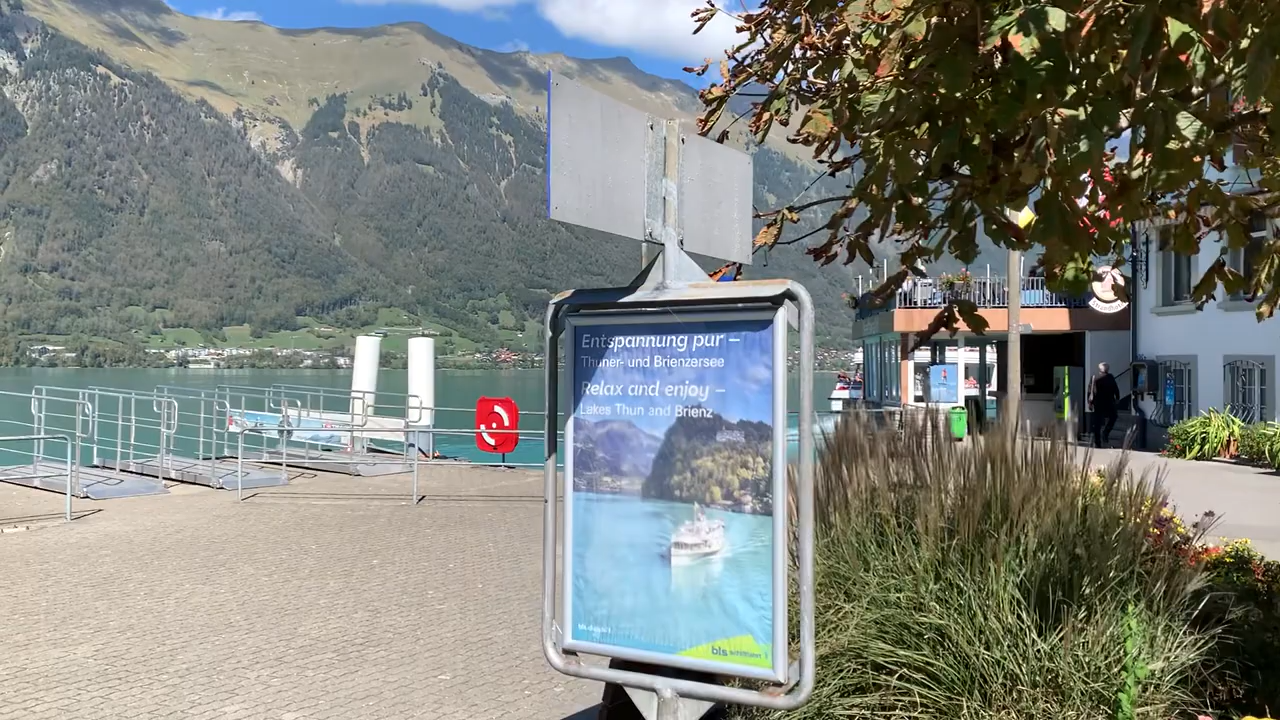 Entspannung pur –
Thuner- und Brienzersee
Relax and enjoy –
Lakes Thun and Brienz
bls